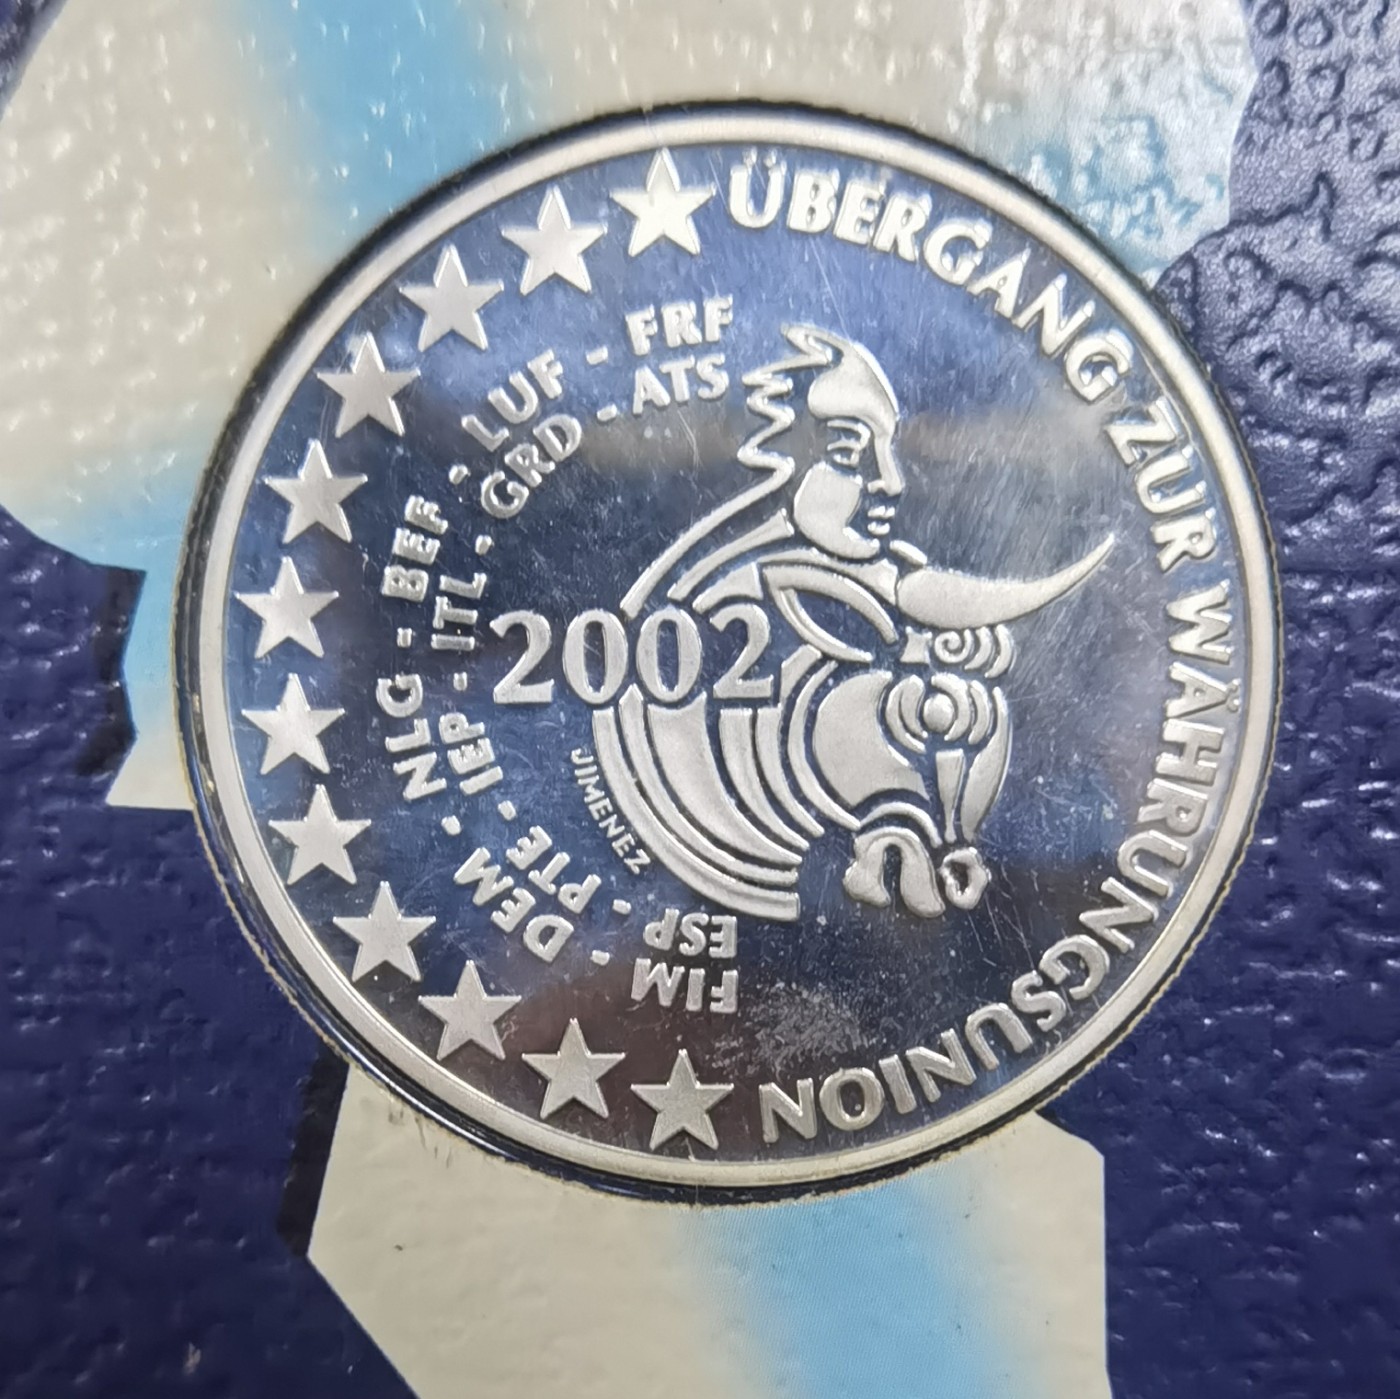 ÜBERGANG ZUR WÄHRUNGSUNION
FIM - DEM - NLG - BEF - LUF - FRF
ESP - PTE - IEP - ITL - GRD - ATS
2002
JIMENEZ